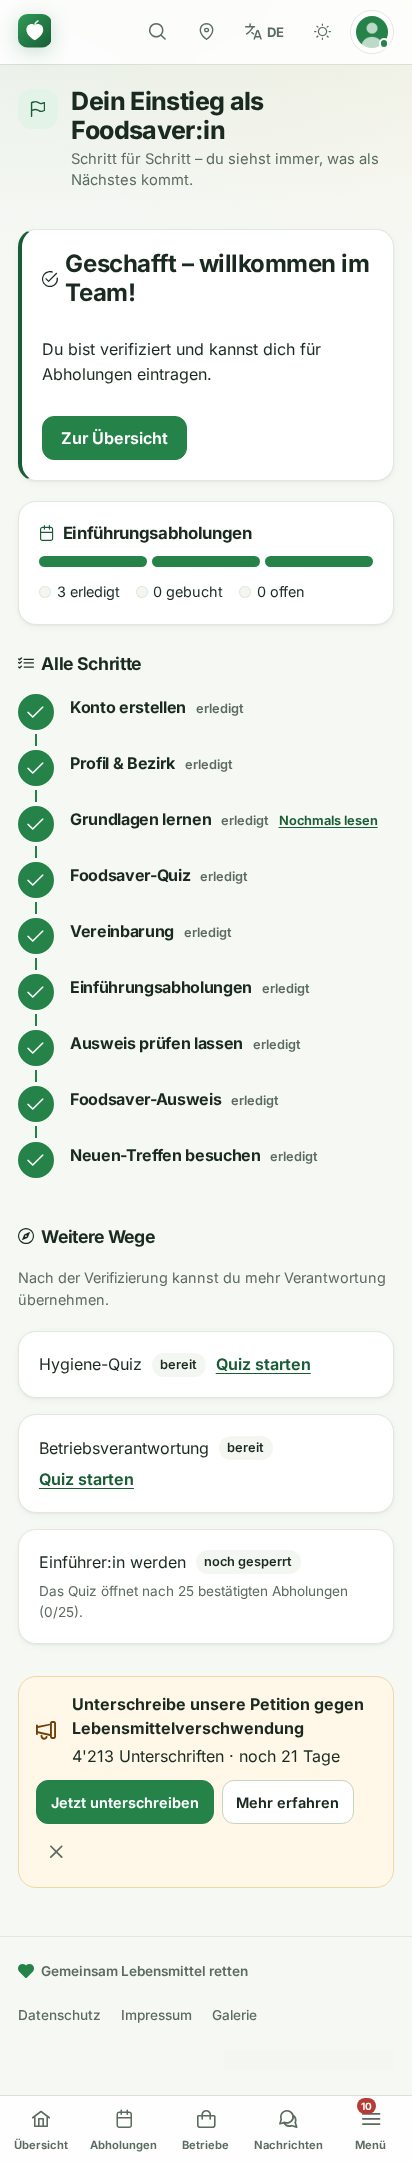 DE
Dein Einstieg als
Foodsaver:in
Schritt für Schritt – du siehst immer, was als
Nächstes kommt.
Geschafft – willkommen im
Team!
Du bist verifiziert und kannst dich für
Abholungen eintragen.
Zur Übersicht
Einführungsabholungen
3 erledigt 0 gebucht 0 offen
Alle Schritte
Konto erstellen erledigt
Profil & Bezirk erledigt
Grundlagen lernen erledigt Nochmals lesen
Foodsaver-Quiz erledigt
Vereinbarung erledigt
Einführungsabholungen erledigt
Ausweis prüfen lassen erledigt
Foodsaver-Ausweis erledigt
Neuen-Treffen besuchen erledigt
Weitere Wege
Nach der Verifizierung kannst du mehr Verantwortung
übernehmen.
Hygiene-Quiz bereit Quiz starten
Betriebsverantwortung bereit
Quiz starten
Einführer:in werden noch gesperrt
Das Quiz öffnet nach 25 bestätigten Abholungen
(0/25).
Unterschreibe unsere Petition gegen
Lebensmittelverschwendung
4'213 Unterschriften · noch 21 Tage
Jetzt unterschreiben Mehr erfahren
Gemeinsam Lebensmittel retten
Datenschutz Impressum Galerie
10
Übersicht Abholungen Betriebe Nachrichten Menü